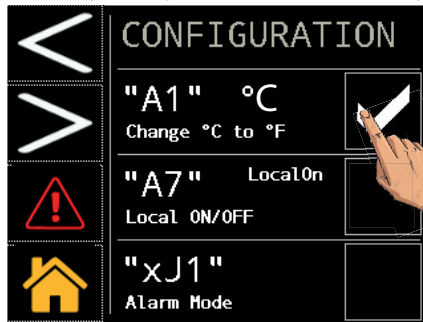 CONFIGURATION
"A1" °C
Change °C to °F
"A7" LocalOn
Local ON/OFF
"xJ1"
Alarm Mode